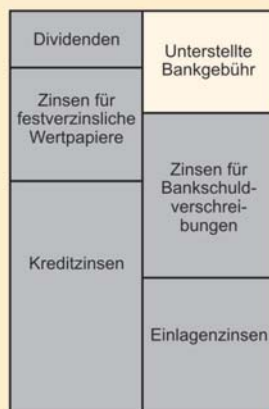 Dividenden
Zinsen für
festverzinsliche
Wertpapiere
Kreditzinsen
Unterstellte
Bankgebühr
Zinsen für
Bankschuld-
verschrei-
bungen
Einlagenzinsen